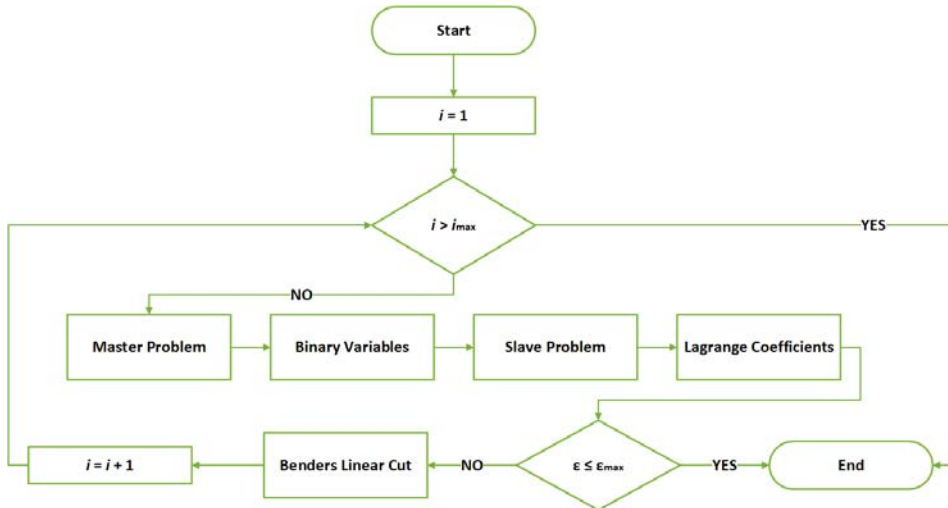 Start
i = 1
i > imax
YES
NO
Master Problem
Binary Variables
Slave Problem
Lagrange Coefficients
i = i + 1
Benders Linear Cut
NO
ε ≤ εmax
YES
End